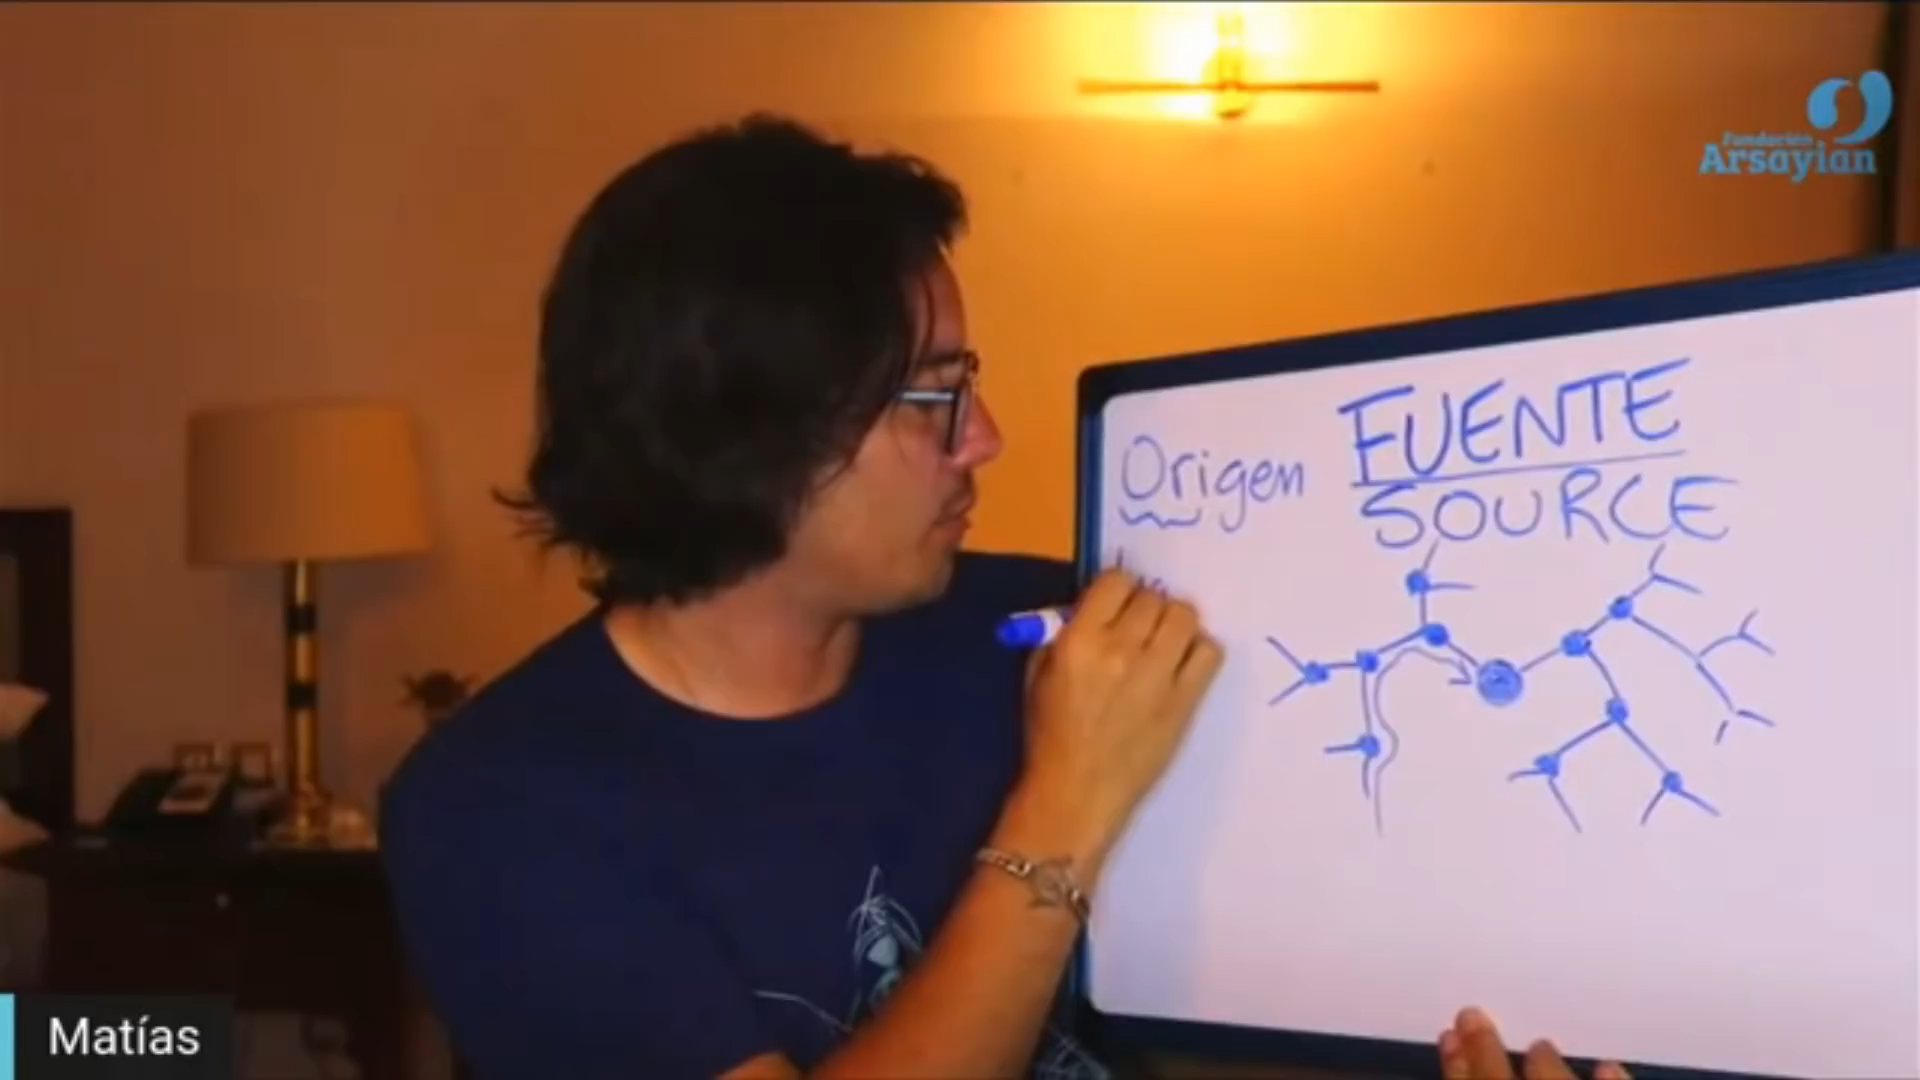 Fundación
Arsayian
FUENTE
Origen
SOURCE
Matías